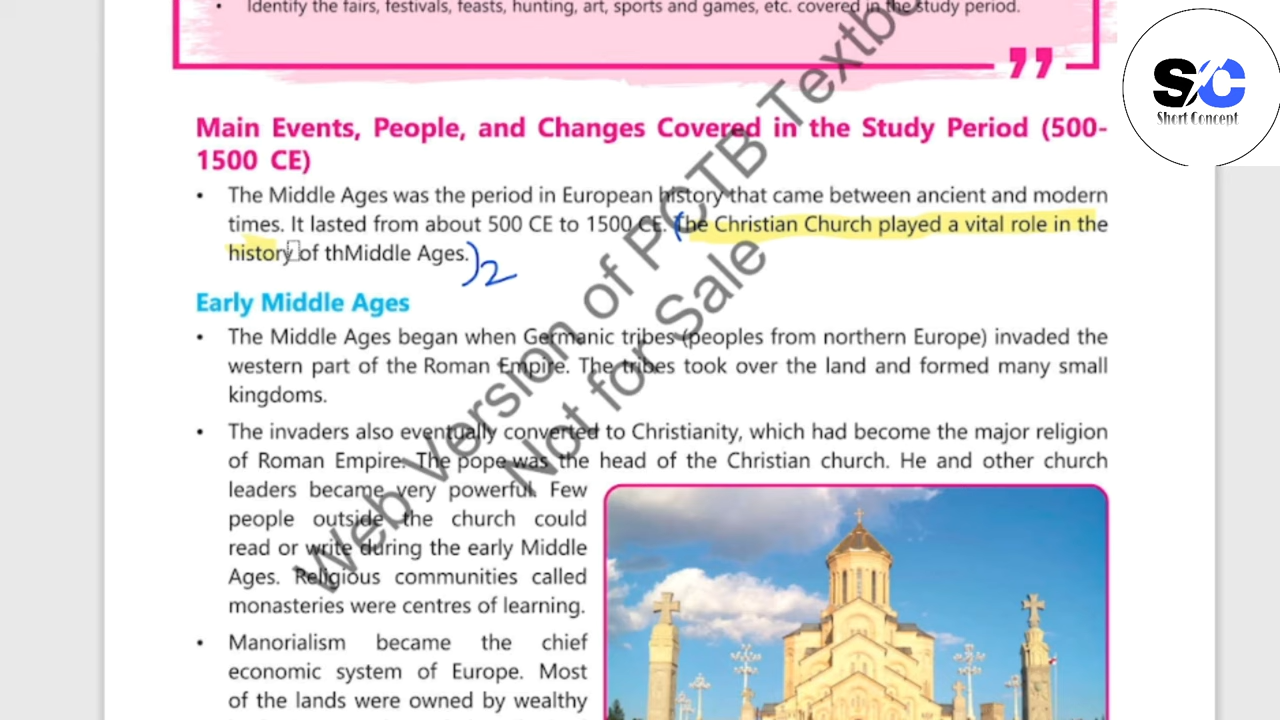 • Identify the fairs, festivals, feasts, hunting, art, sports and games, etc. covered in the study period.
”
SC
Short Concept
Main Events, People, and Changes Covered in the Study Period (500-
1500 CE)
• The Middle Ages was the period in European history that came between ancient and modern
times. It lasted from about 500 CE to 1500 CE. (The Christian Church played a vital role in the
history of thMiddle Ages.)2
Early Middle Ages
• The Middle Ages began when Germanic tribes (peoples from northern Europe) invaded the
western part of the Roman Empire. The tribes took over the land and formed many small
kingdoms.
• The invaders also eventually converted to Christianity, which had become the major religion
of Roman Empire. The pope was the head of the Christian church. He and other church
leaders became very powerful. Few
people outside the church could
read or write during the early Middle
Ages. Religious communities called
monasteries were centres of learning.
• Manorialism became the chief
economic system of Europe. Most
of the lands were owned by wealthy
Web Version of PCTB Textbo
Not for Sale